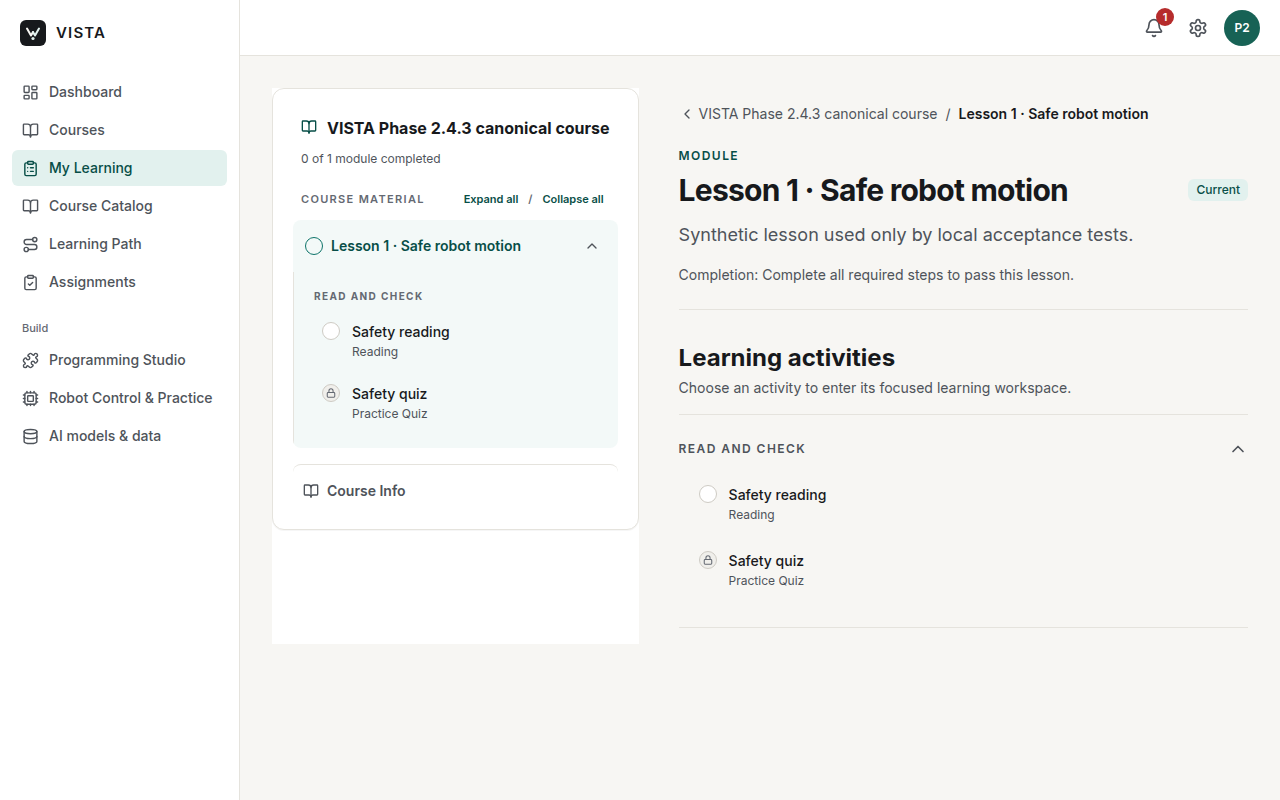 VISTA
1
P2
Dashboard
Courses
My Learning
Course Catalog
Learning Path
Assignments
Build
Programming Studio
Robot Control & Practice
AI models & data
VISTA Phase 2.4.3 canonical course
0 of 1 module completed
COURSE MATERIAL
Expand all / Collapse all
Lesson 1 · Safe robot motion
READ AND CHECK
Safety reading
Reading
Safety quiz
Practice Quiz
Course Info
VISTA Phase 2.4.3 canonical course / Lesson 1 · Safe robot motion
MODULE
Lesson 1 · Safe robot motion
Current
Synthetic lesson used only by local acceptance tests.
Completion: Complete all required steps to pass this lesson.
Learning activities
Choose an activity to enter its focused learning workspace.
READ AND CHECK
Safety reading
Reading
Safety quiz
Practice Quiz